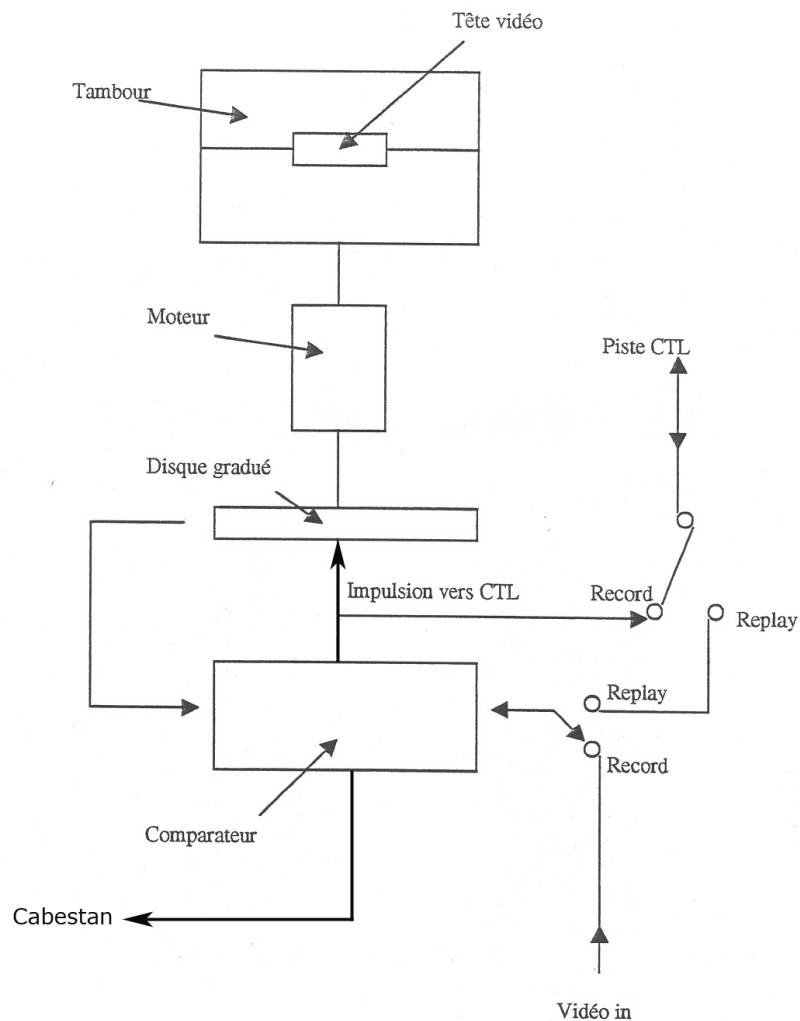 Tête vidéo
Tambour
Moteur
Piste CTL
Disque gradué
Impulsion vers CTL
Record
Replay
Replay
Record
Comparateur
Cabestan
Vidéo in